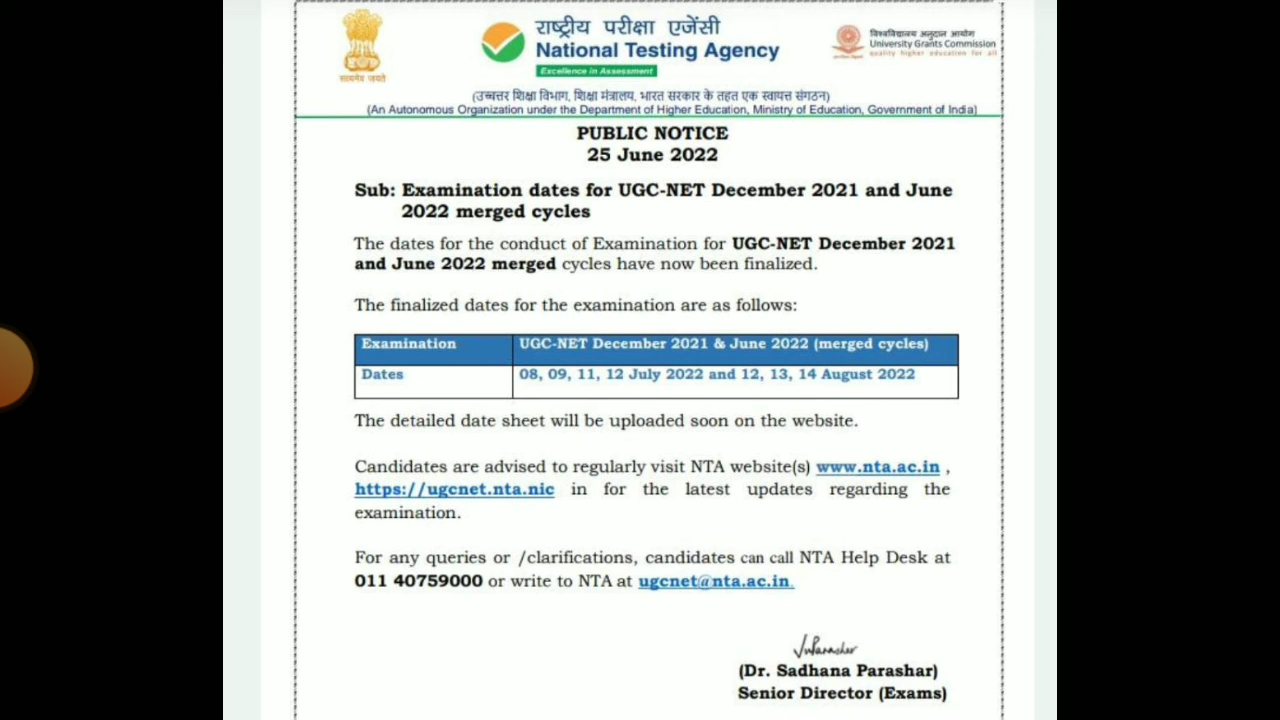 राष्ट्रीय परीक्षा एजेंसी
National Testing Agency
Excellence in Assessment
सत्यमेव जयते
विश्वविद्यालय अनुदान आयोग
University Grants Commission
quality higher education for all
(उच्चत्तर शिक्षा विभाग, शिक्षा मंत्रालय, भारत सरकार के तहत एक स्वायत्त संगठन)
(An Autonomous Organization under the Department of Higher Education, Ministry of Education, Government of India)
PUBLIC NOTICE
25 June 2022
Sub: Examination dates for UGC-NET December 2021 and June
2022 merged cycles
The dates for the conduct of Examination for UGC-NET December 2021
and June 2022 merged cycles have now been finalized.
The finalized dates for the examination are as follows:
Examination UGC-NET December 2021 & June 2022 (merged cycles)
Dates 08, 09, 11, 12 July 2022 and 12, 13, 14 August 2022
The detailed date sheet will be uploaded soon on the website.
Candidates are advised to regularly visit NTA website(s) www.nta.ac.in ,
https://ugcnet.nta.nic in for the latest updates regarding the
examination.
For any queries or /clarifications, candidates can call NTA Help Desk at
011 40759000 or write to NTA at ugcnet@nta.ac.in.
(Dr. Sadhana Parashar)
Senior Director (Exams)